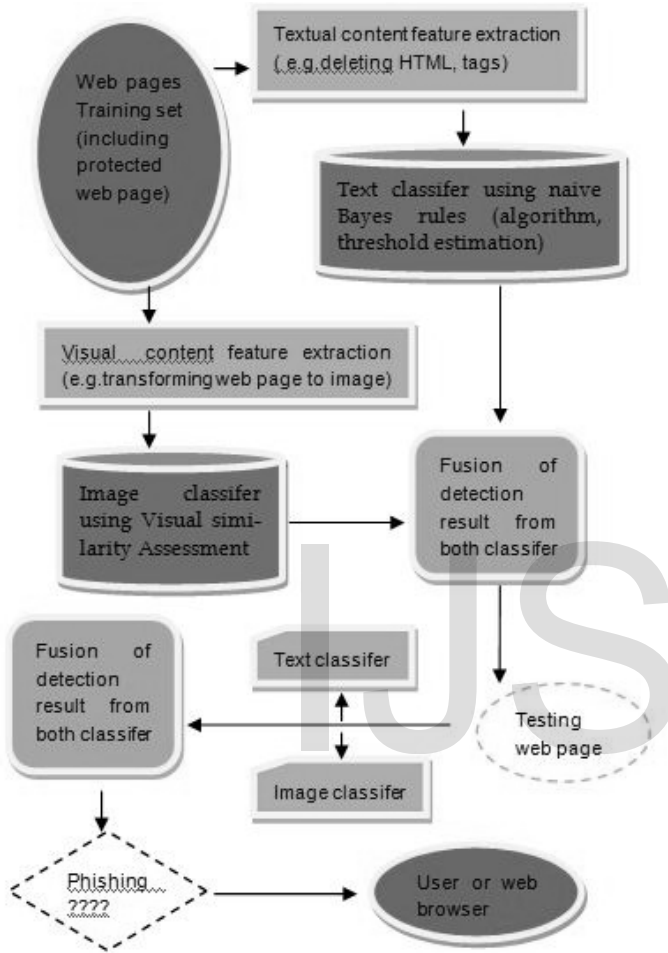 Web pages
Training set
(including
protected
web page)
Textual content feature extraction
( e.g.deleting HTML, tags)
Text classifer using naive
Bayes rules (algorithm,
threshold estimation)
Visual content feature extraction
(e.g.transforming web page to image)
Image classifer
using Visual simi-
larity Assessment
Fusion of
detection
result from
both classifer
Fusion of
detection
result from
both classifer
Text classifer
Image classifer
Testing
web page
Phishing
????
User or web
browser
IJS